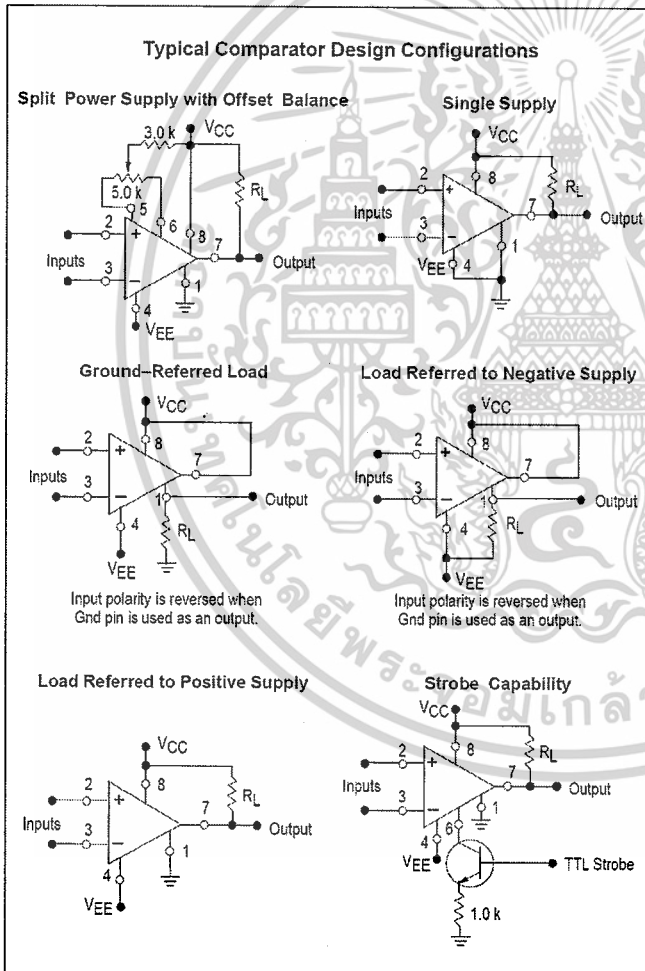 Typical Comparator Design Configurations
Split Power Supply with Offset Balance
3.0 k
VCC
5.0 k
5
6
8
RL
2
+
Inputs
3
−
7
Output
1
4
VEE
Single Supply
VCC
8
RL
2
+
Inputs
3
−
7
Output
VEE
4
1
Ground–Referred Load
VCC
8
2
+
Inputs
3
−
7
1
Output
4
RL
VEE
Input polarity is reversed when
Gnd pin is used as an output.
Load Referred to Negative Supply
VCC
8
2
+
Inputs
3
−
7
1
Output
4
RL
VEE
Input polarity is reversed when
Gnd pin is used as an output.
Load Referred to Positive Supply
VCC
8
RL
2
+
Inputs
3
−
7
Output
4
1
VEE
Strobe Capability
VCC
8
RL
2
+
Inputs
3
−
7
Output
4
6
1
VEE
TTL Strobe
1.0 k